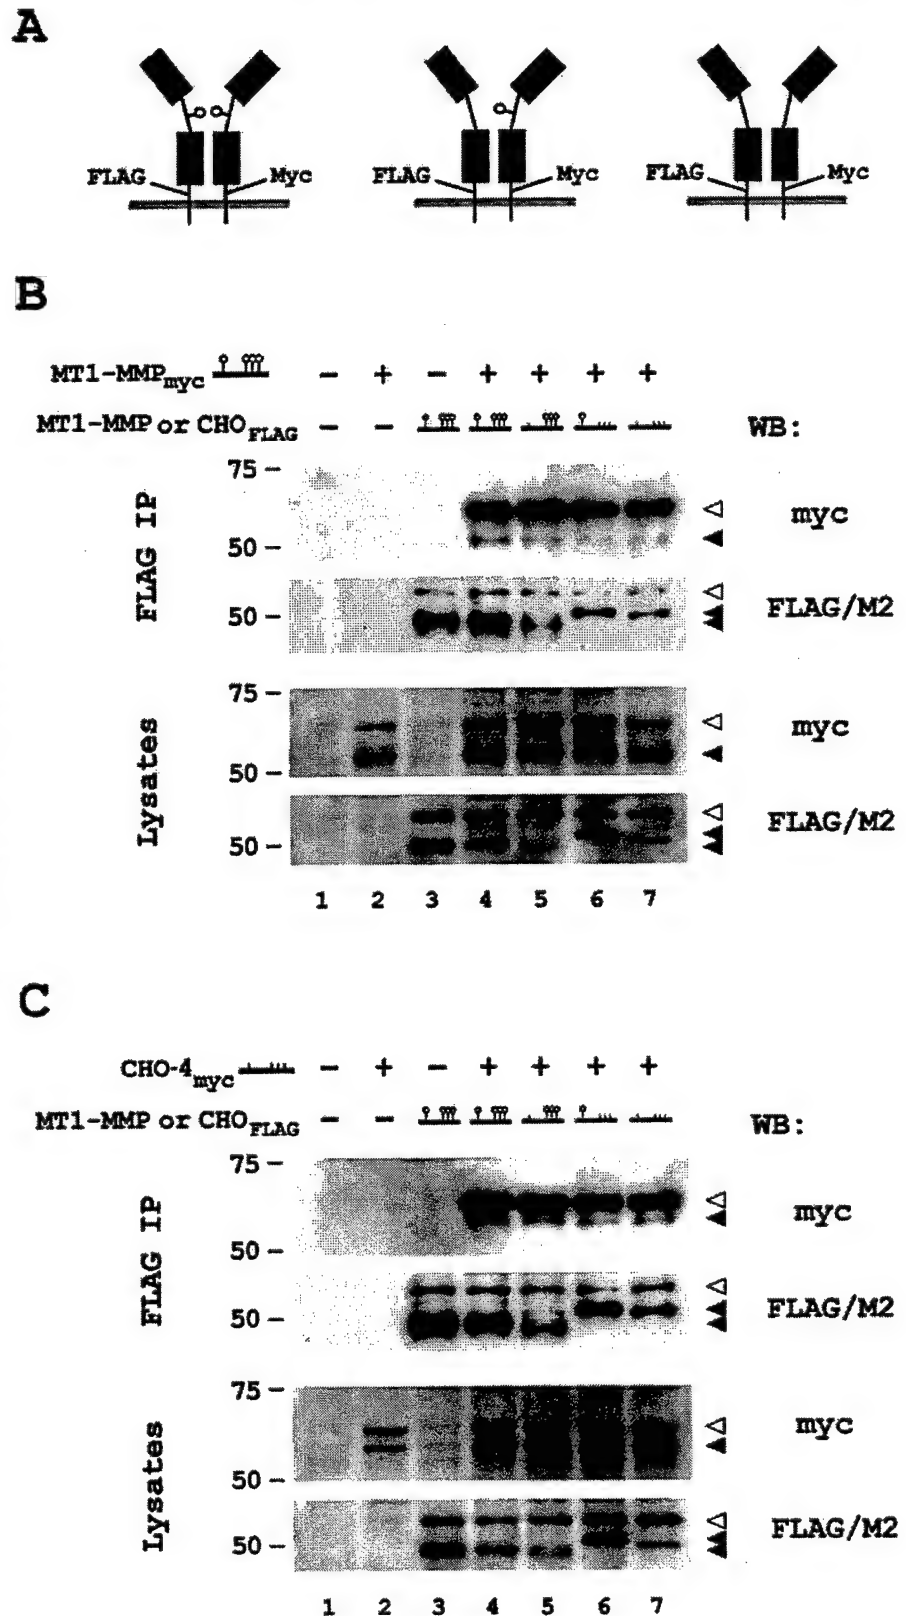 A
FLAG Myc FLAG Myc FLAG Myc
B
MT1-MMPmyc - + - + + + +
MT1-MMP or CHOFLAG - - WB:
FLAG IP
75 -
50 -
myc
50 -
FLAG/M2
Lysates
75 -
50 -
myc
50 -
FLAG/M2
1 2 3 4 5 6 7
C
CHO-4myc - + - + + + +
MT1-MMP or CHOFLAG - - WB:
FLAG IP
75 -
50 -
myc
50 -
FLAG/M2
Lysates
75 -
50 -
myc
50 -
FLAG/M2
1 2 3 4 5 6 7